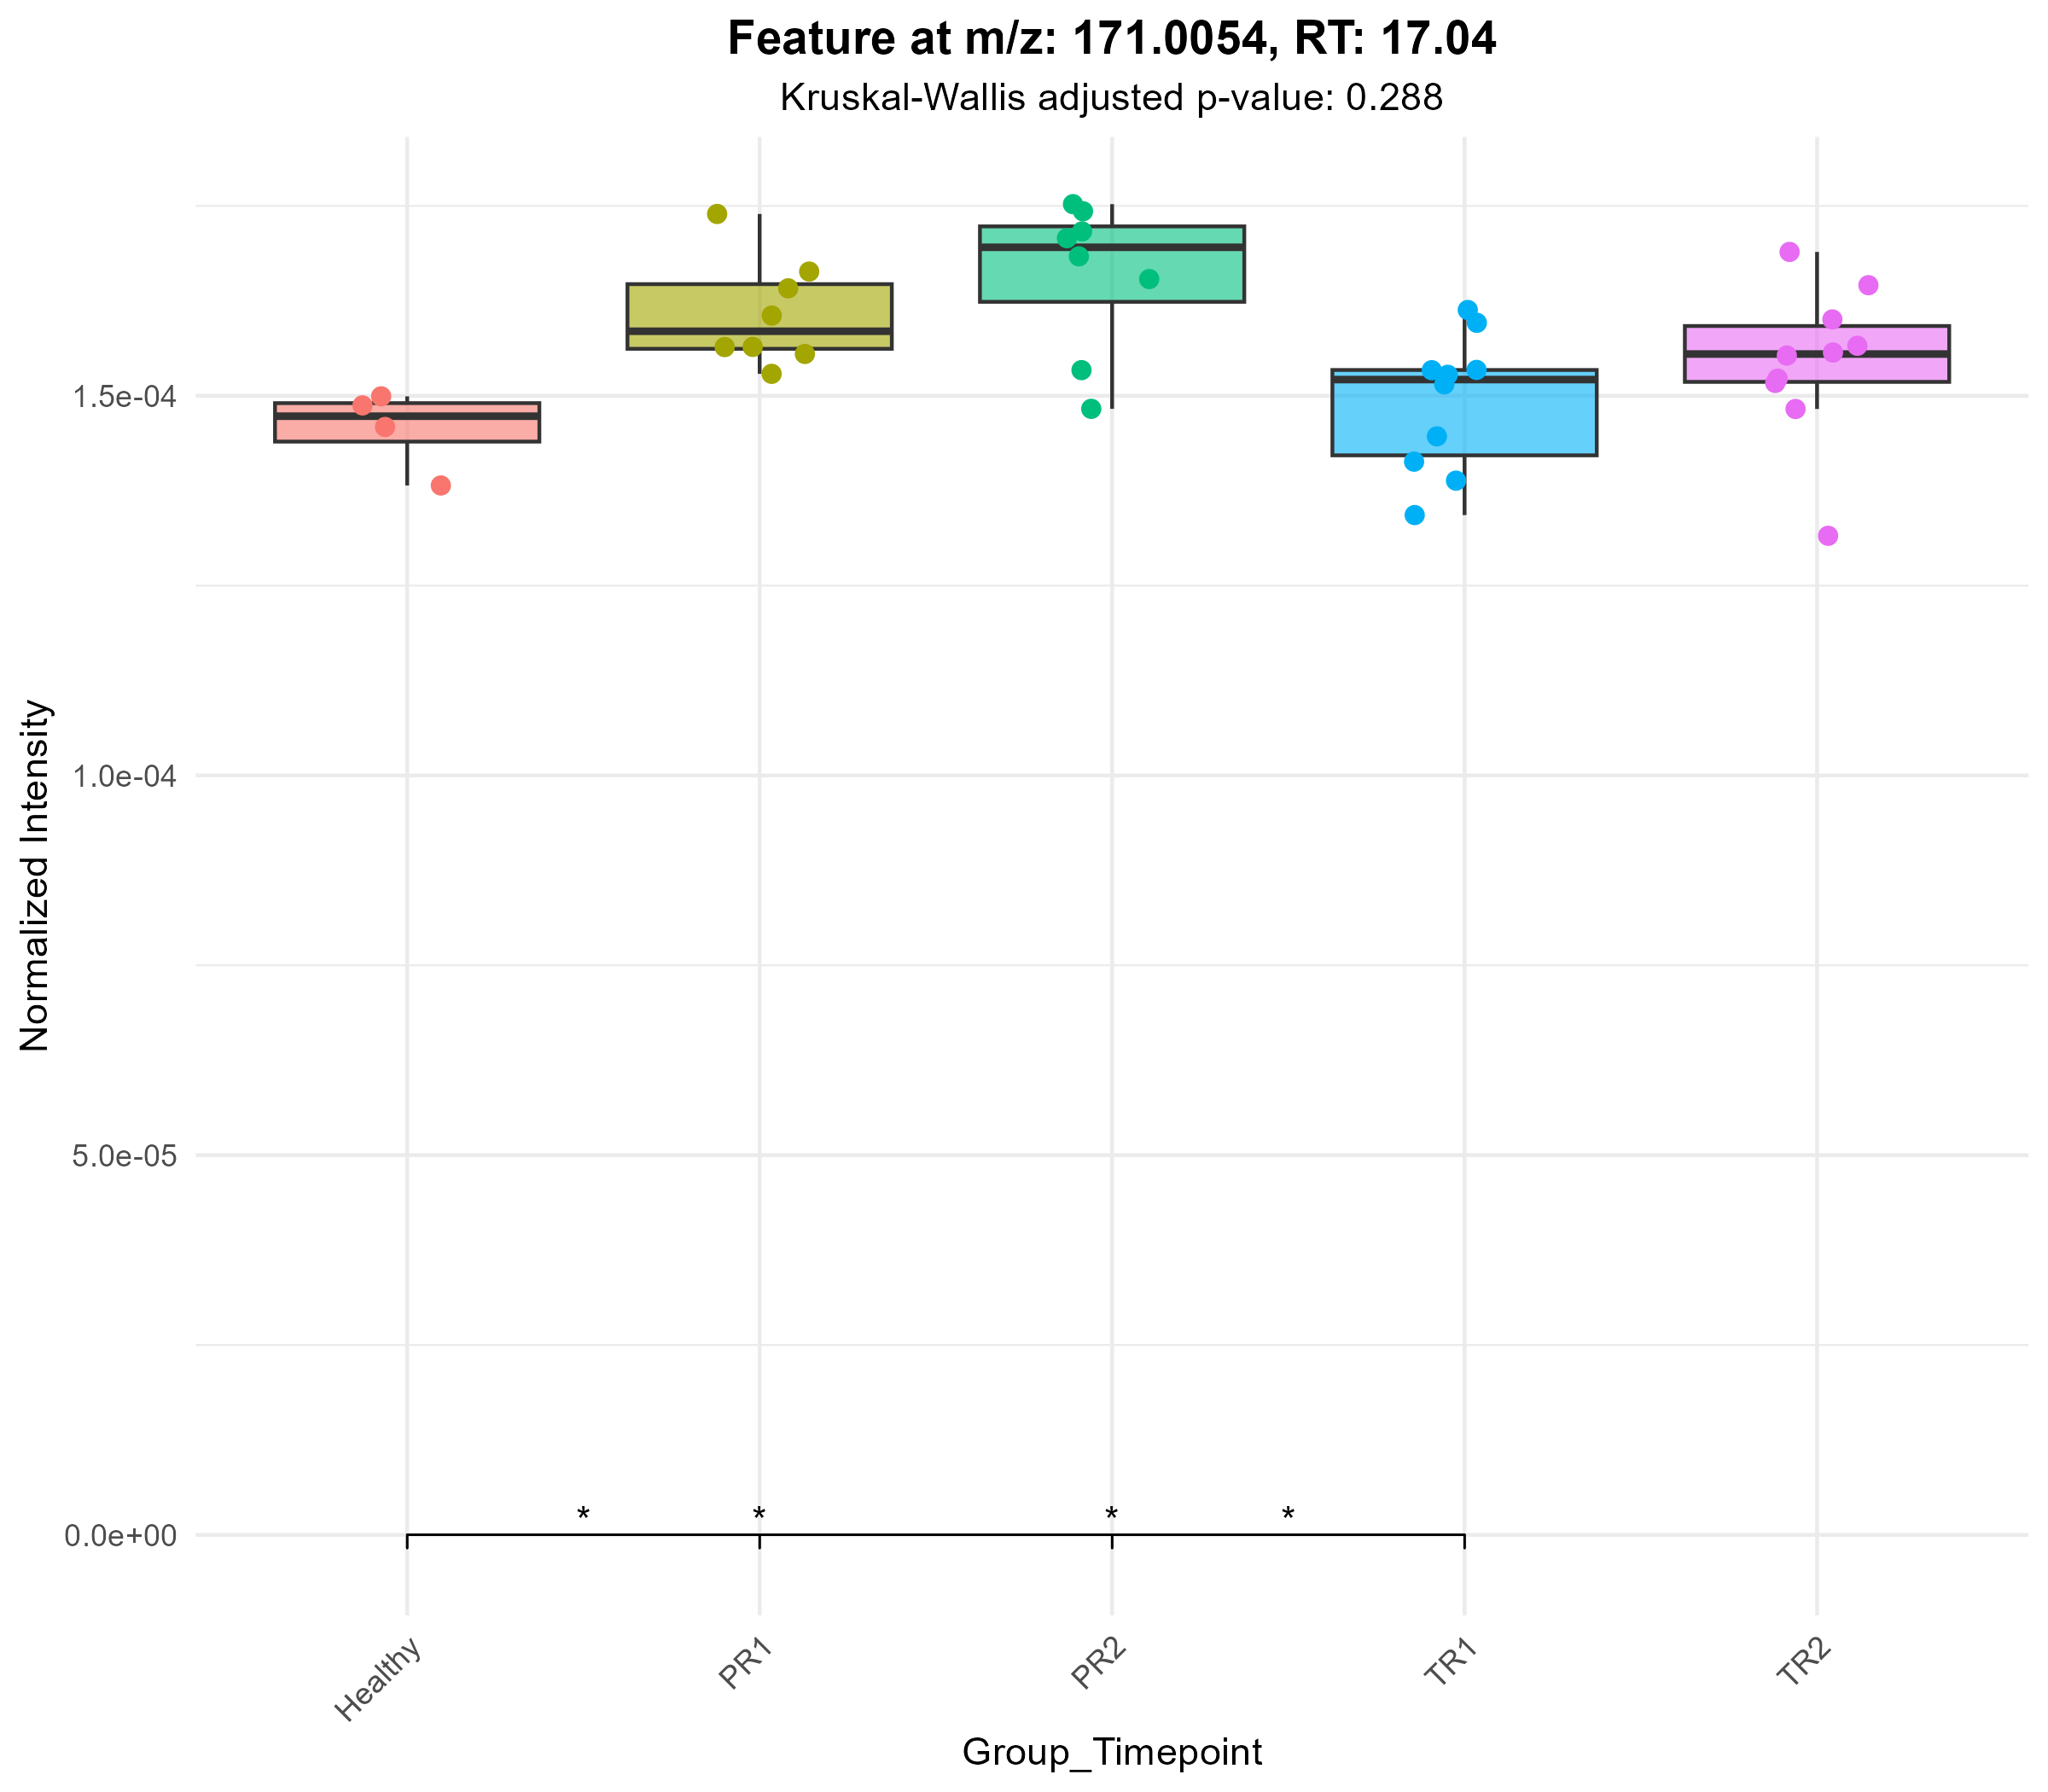 Feature at m/z: 171.0054, RT: 17.04
Kruskal-Wallis adjusted p-value: 0.288
Normalized Intensity
1.5e-04
1.0e-04
5.0e-05
0.0e+00
* * * *
Healthy PR1 PR2 TR1 TR2
Group_Timepoint